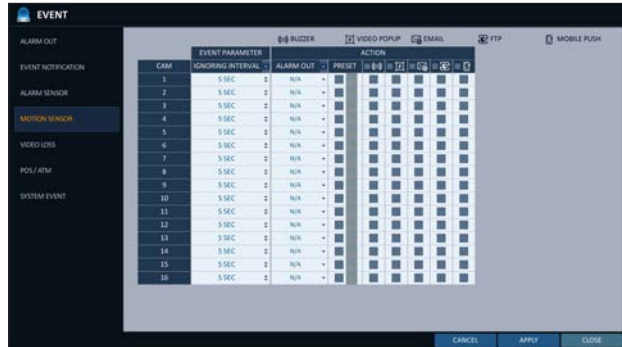 EVENT
BUZZER VIDEO POPUP EMAIL FTP MOBILE PUSH
ALARM OUT
EVENT NOTIFICATION
ALARM SENSOR
MOTION SENSOR
VIDEO LOSS
POS / ATM
SYSTEM EVENT
EVENT PARAMETER ACTION
CAM IGNORING INTERVAL ALARM OUT PRESET
1 5 SEC N/A
2 5 SEC N/A
3 5 SEC N/A
4 5 SEC N/A
5 5 SEC N/A
6 5 SEC N/A
7 5 SEC N/A
8 5 SEC N/A
9 5 SEC N/A
10 5 SEC N/A
11 5 SEC N/A
12 5 SEC N/A
13 5 SEC N/A
14 5 SEC N/A
15 5 SEC N/A
16 5 SEC N/A
CANCEL APPLY CLOSE